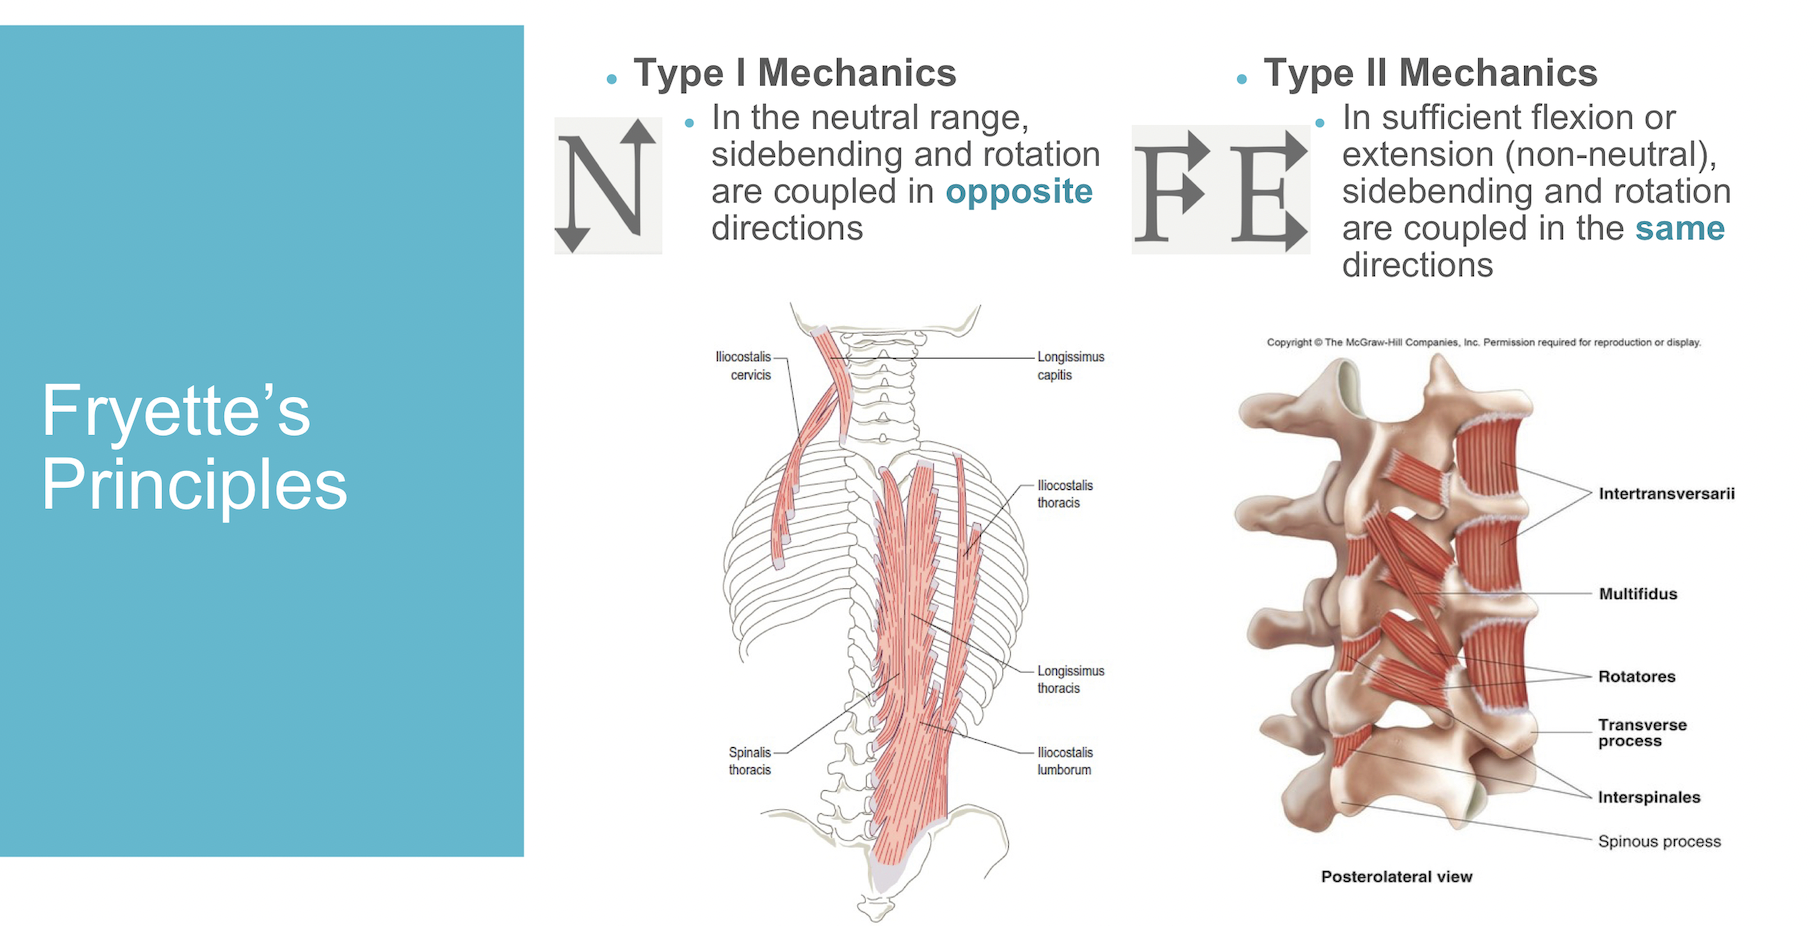 Fryette’s
Principles
• Type I Mechanics
N
• In the neutral range,
sidebending and rotation
are coupled in opposite
directions
• Type II Mechanics
F E
• In sufficient flexion or
extension (non-neutral),
sidebending and rotation
are coupled in the same
directions
Iliocostalis
cervicis
Longissimus
capitis
Iliocostalis
thoracis
Longissimus
thoracis
Spinalis
thoracis
Iliocostalis
lumborum
Copyright © The McGraw-Hill Companies, Inc. Permission required for reproduction or display.
Intertransversarii
Multifidus
Rotatores
Transverse
process
Interspinales
Spinous process
Posterolateral view